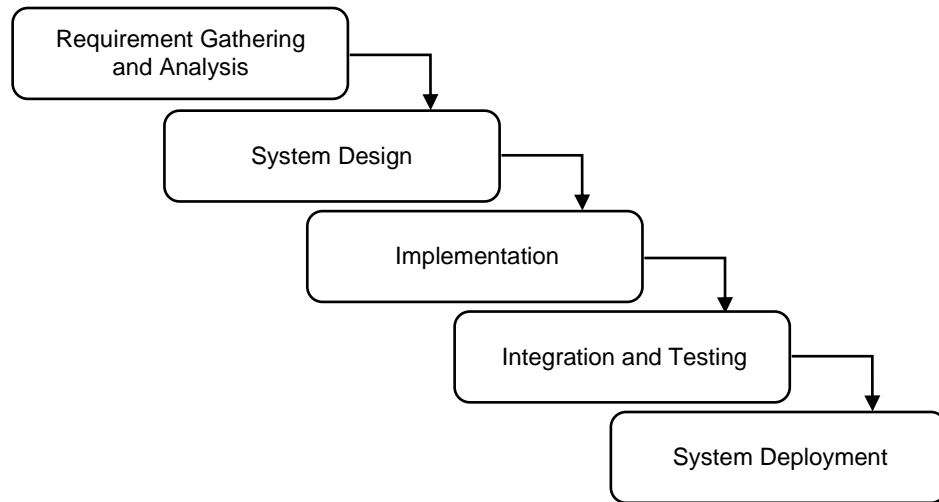 Requirement Gathering
and Analysis
System Design
Implementation
Integration and Testing
System Deployment